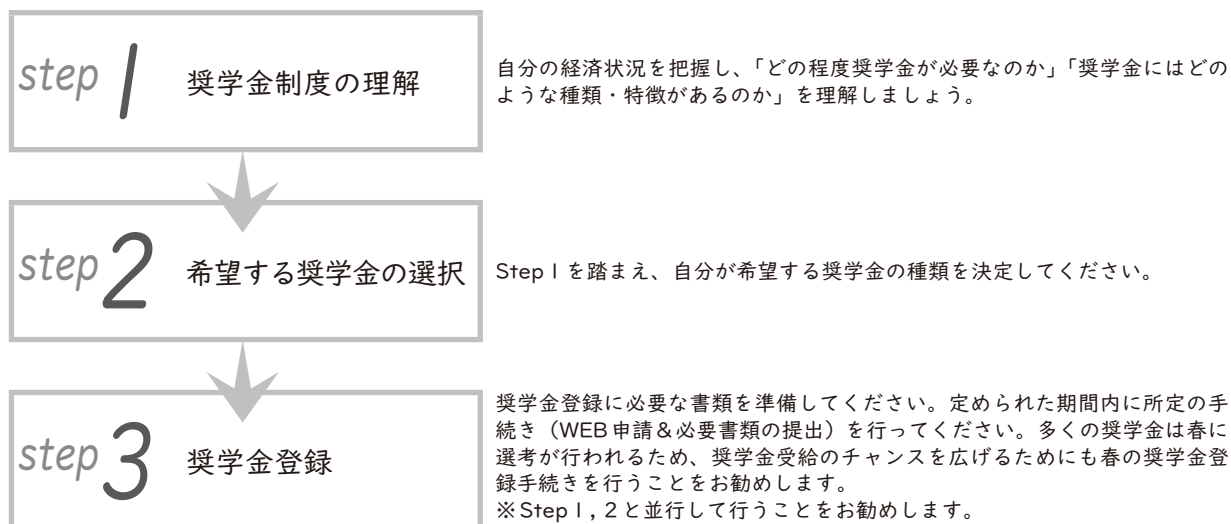 step 1 奨学金制度の理解
自分の経済状況を把握し、「どの程度奨学金が必要なのか」「奨学金にはどの
ような種類・特徴があるのか」を理解しましょう。
step 2 希望する奨学金の選択
Step 1 を踏まえ、自分が希望する奨学金の種類を決定してください。
step 3 奨学金登録
奨学金登録に必要な書類を準備してください。定められた期間内に所定の手
続き（WEB 申請＆必要書類の提出）を行ってください。多くの奨学金は春に
選考が行われるため、奨学金受給のチャンスを広げるためにも春の奨学金登
録手続きを行うことをお勧めします。
※Step 1 , 2 と並行して行うことをお勧めします。